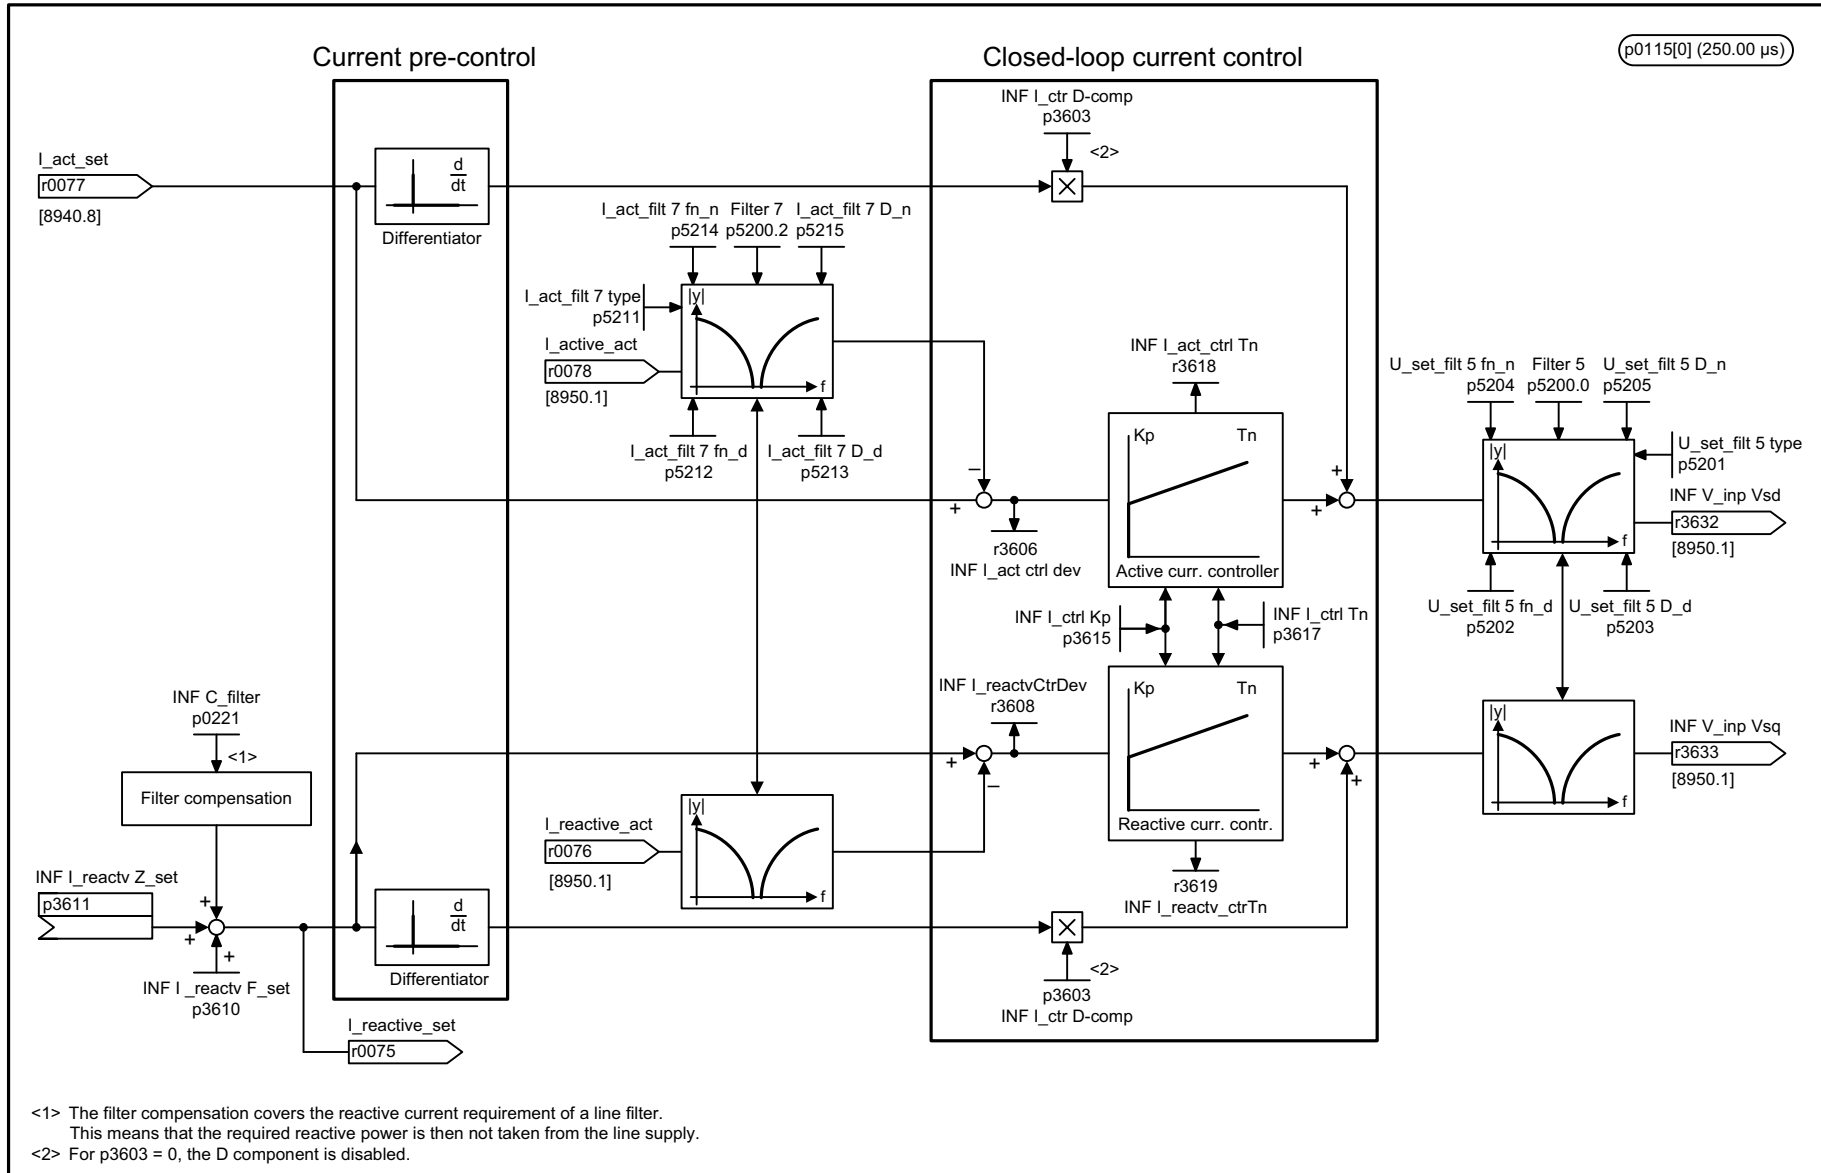 Current pre-control
Closed-loop current control
p0115[0] (250.00 µs)
INF I_ctr D-comp
p3603
<2>
I_act_set
r0077
[8940.8]
d
dt
Differentiator
I_act_filt 7 fn_n Filter 7 I_act_filt 7 D_n
p5214 p5200.2 p5215
I_act_filt 7 type
p5211
|y|
f
I_active_act
r0078
[8950.1]
I_act_filt 7 fn_d I_act_filt 7 D_d
p5212 p5213
INF I_act_ctrl Tn
r3618
Kp Tn
Active curr. controller
–
+
r3606
INF I_act ctrl dev
+
+
U_set_filt 5 fn_n Filter 5 U_set_filt 5 D_n
p5204 p5200.0 p5205
U_set_filt 5 type
p5201
|y|
f
INF V_inp Vsd
r3632
[8950.1]
U_set_filt 5 fn_d U_set_filt 5 D_d
p5202 p5203
INF I_ctrl Kp
p3615
INF I_ctrl Tn
p3617
INF I_reactvCtrDev
r3608
+
–
Kp Tn
Reactive curr. contr.
r3619
INF I_reactv_ctrTn
+
+
|y|
f
INF V_inp Vsq
r3633
[8950.1]
INF C_filter
p0221
<1>
Filter compensation
I_reactive_act
r0076
[8950.1]
|y|
f
INF I_reactv Z_set
p3611
+
+
+
INF I _reactv F_set
p3610
d
dt
Differentiator
<2>
p3603
INF I_ctr D-comp
I_reactive_set
r0075
<1> The filter compensation covers the reactive current requirement of a line filter.
This means that the required reactive power is then not taken from the line supply.
<2> For p3603 = 0, the D component is disabled.